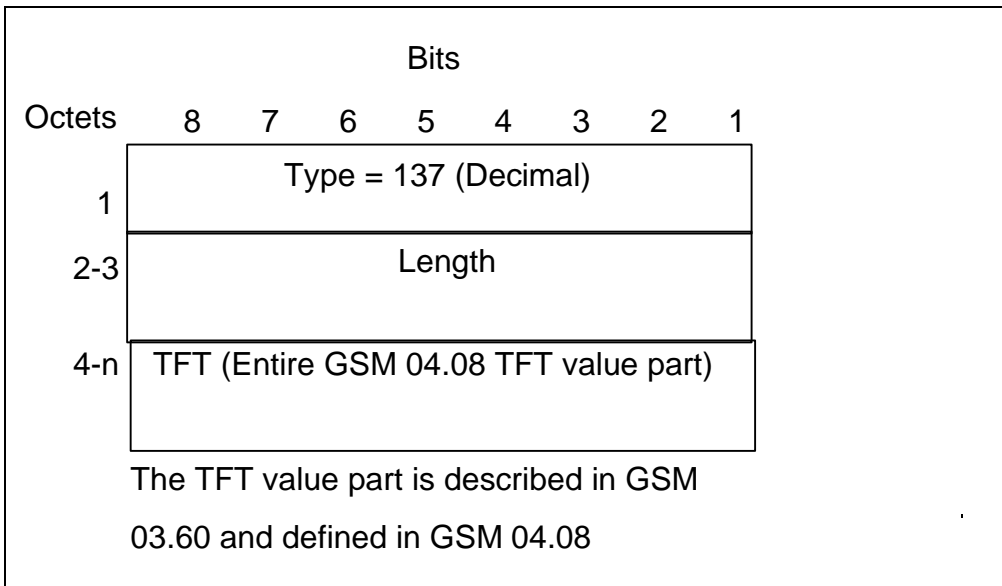 Bits
Octets 8 7 6 5 4 3 2 1
1 Type = 137 (Decimal)
2-3 Length
4-n TFT (Entire GSM 04.08 TFT value part)
The TFT value part is described in GSM
03.60 and defined in GSM 04.08